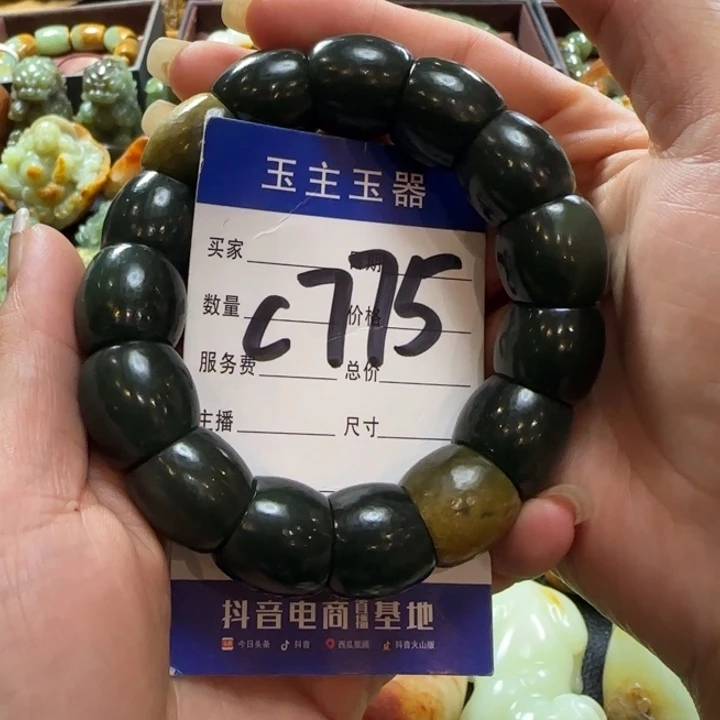 玉主玉器
买家 日期
c775
数量 价格
服务费 总价
主播 尺寸
抖音电商直播基地
今日头条 抖音 西瓜视频 抖音火山版